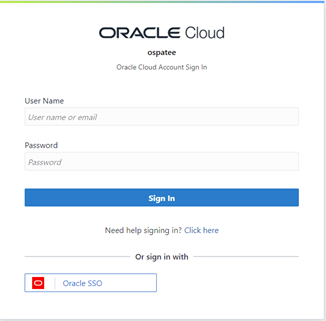 ORACLE Cloud
ospatee
Oracle Cloud Account Sign In
User Name
User name or email
Password
Password
Sign In
Need help signing in? Click here
Or sign in with
Oracle SSO